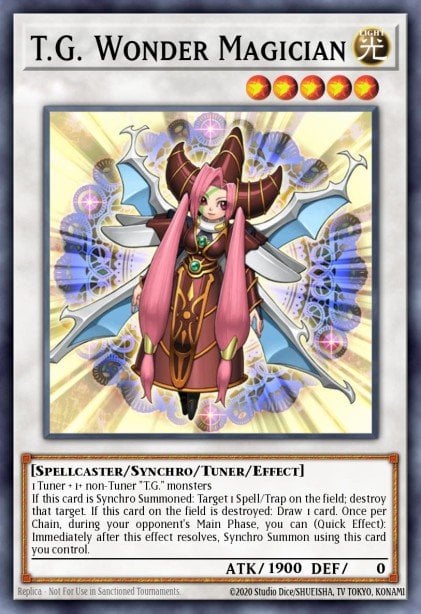 T.G. Wonder Magician
LIGHT
光
[Spellcaster/Synchro/Tuner/Effect]
1 Tuner + 1+ non-Tuner "T.G." monsters
If this card is Synchro Summoned: Target 1 Spell/Trap on the field; destroy
that target. If this card on the field is destroyed: Draw 1 card. Once per
Chain, during your opponent's Main Phase, you can (Quick Effect):
Immediately after this effect resolves, Synchro Summon using this card
you control.
ATK/1900 DEF/ 0
Replica - Not For Use in Sanctioned Tournaments. ©2020 Studio Dice/SHUEISHA, TV TOKYO, KONAMI